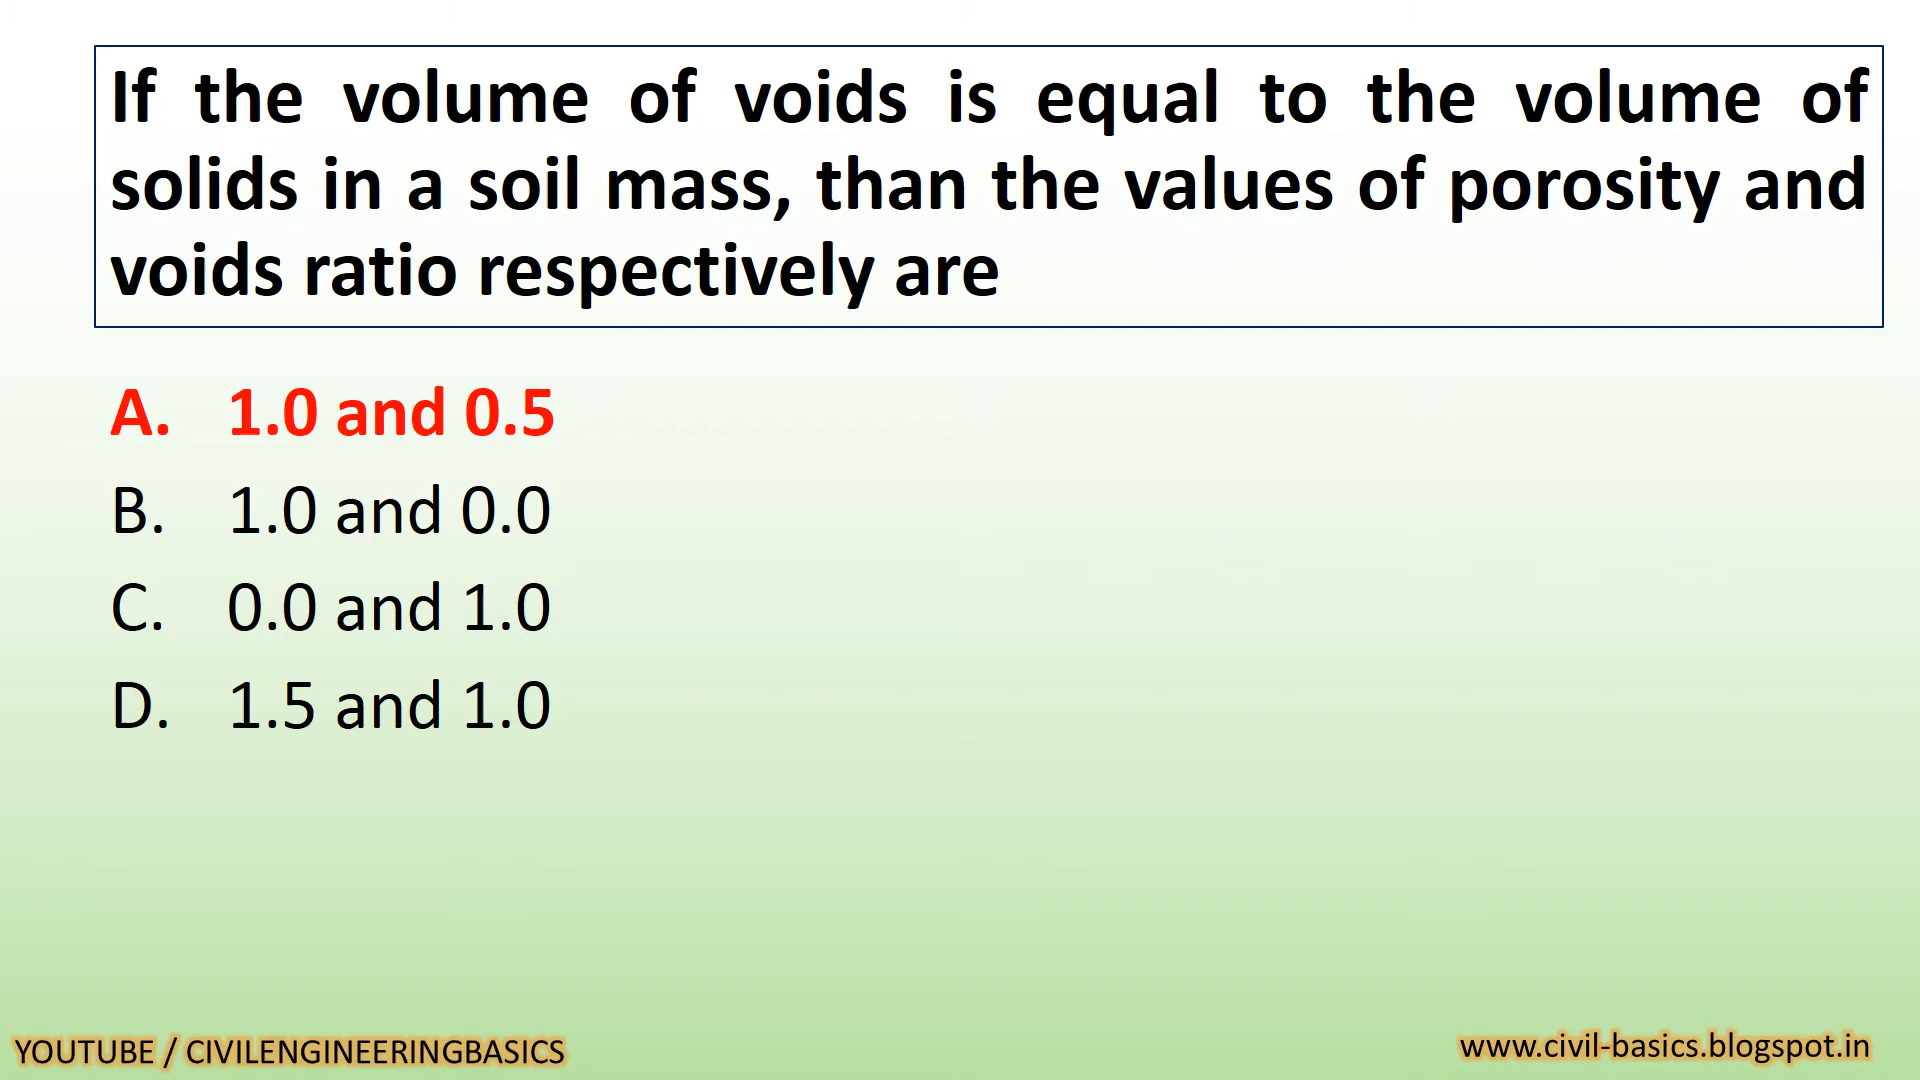 If the volume of voids is equal to the volume of
solids in a soil mass, than the values of porosity and
voids ratio respectively are
A. 1.0 and 0.5
B. 1.0 and 0.0
C. 0.0 and 1.0
D. 1.5 and 1.0
YOUTUBE / CIVILENGINEERINGBASICS
www.civil-basics.blogspot.in